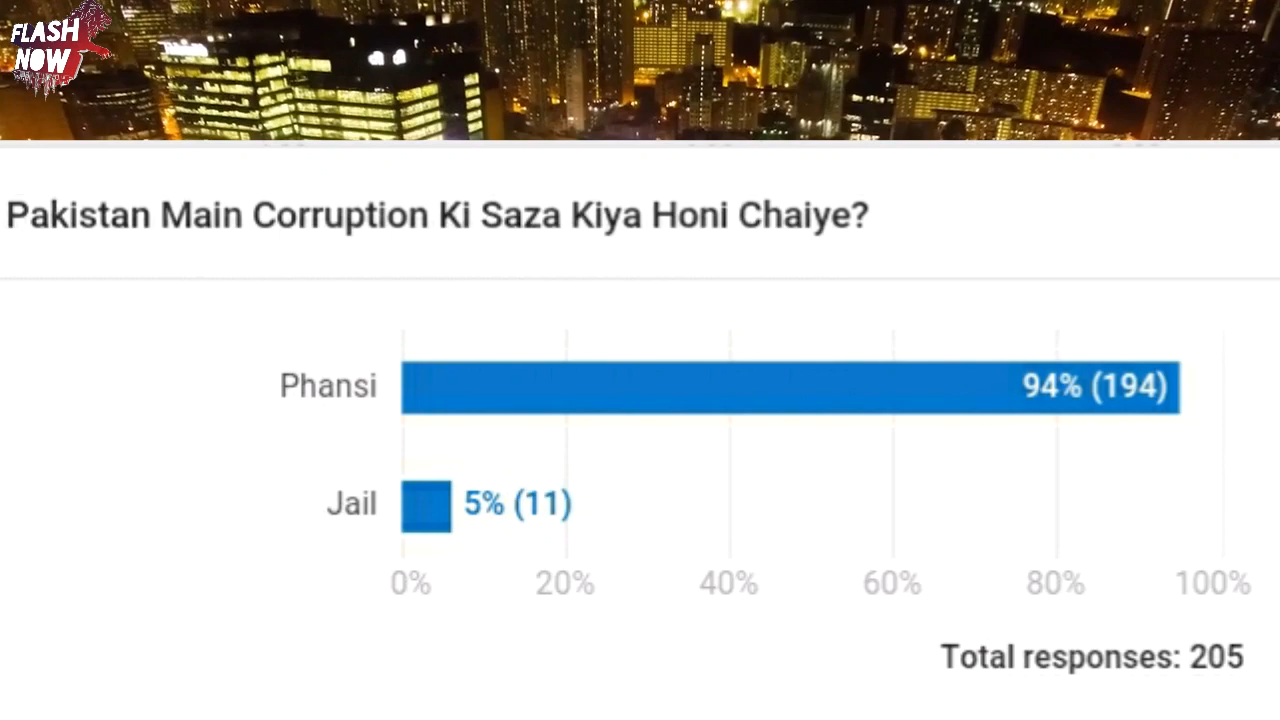 FLASH
NOW
Pakistan Main Corruption Ki Saza Kiya Honi Chaiye?
Phansi 94% (194)
Jail 5% (11)
0% 20% 40% 60% 80% 100%
Total responses: 205